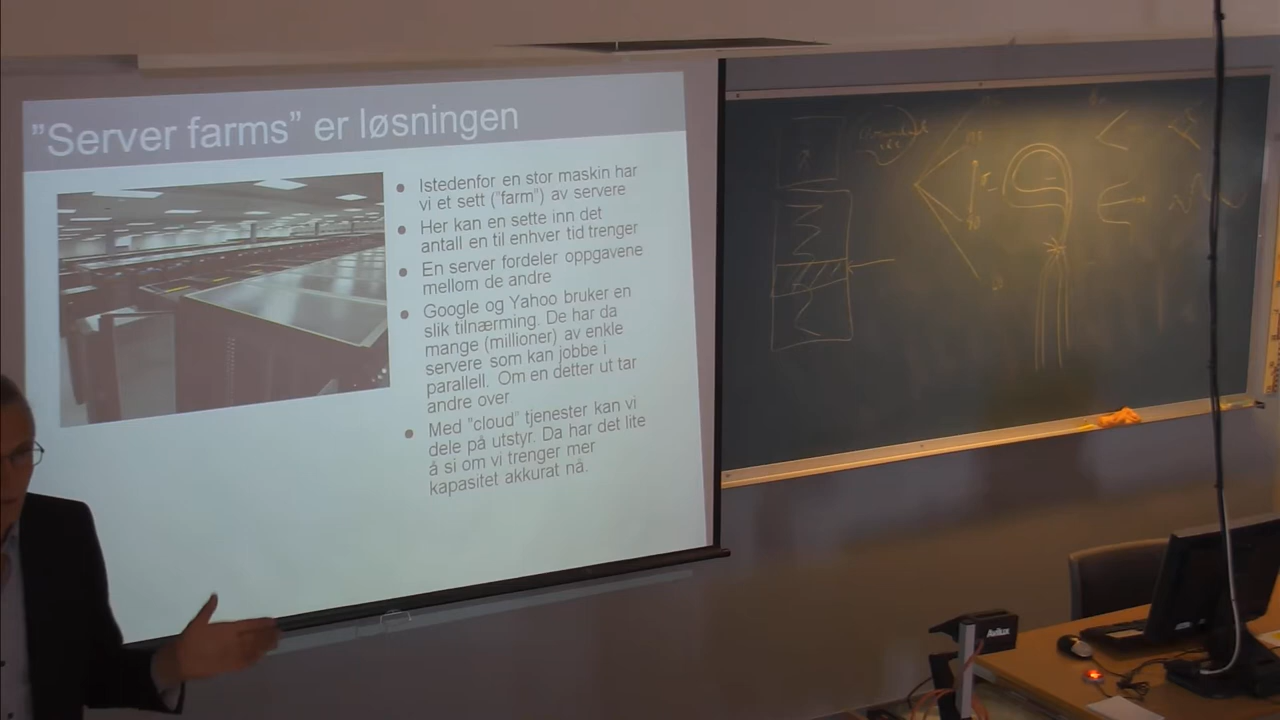 "Server farms" er løsningen
• Istedenfor en stor maskin har
vi et sett ("farm") av servere
• Her kan en sette inn det
antall en til enhver tid trenger
• En server fordeler oppgavene
mellom de andre
• Google og Yahoo bruker en
slik tilnærming. De har da
mange (millioner) av enkle
servere som kan jobbe i
parallell. Om en detter ut tar
andre over
• Med "cloud" tjenester kan vi
dele på utstyr. Da har det lite
å si om vi trenger mer
kapasitet akkurat nå.